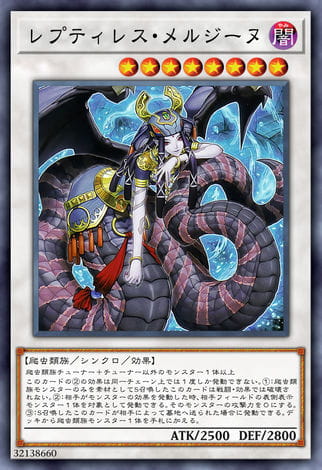 レプティレス・メルジーヌ
やみ
闇
【爬虫類族/シンクロ/効果】
爬虫類族チューナー+チューナー以外のモンスター1体以上
このカードの②の効果は同一チェーン上では1度しか発動できない。①:爬虫
類族モンスターのみを素材としてS召喚したこのカードは戦闘・効果では破壊さ
れない。②:相手がモンスターの効果を発動した時、相手フィールドの表側表示
モンスター1体を対象として発動できる。そのモンスターの攻撃力を0にする。
③:S召喚したこのカードが相手によって墓地へ送られた場合に発動できる。デ
ッキから爬虫類族モンスター1体を手札に加える。
ATK/2500 DEF/2800
32138660